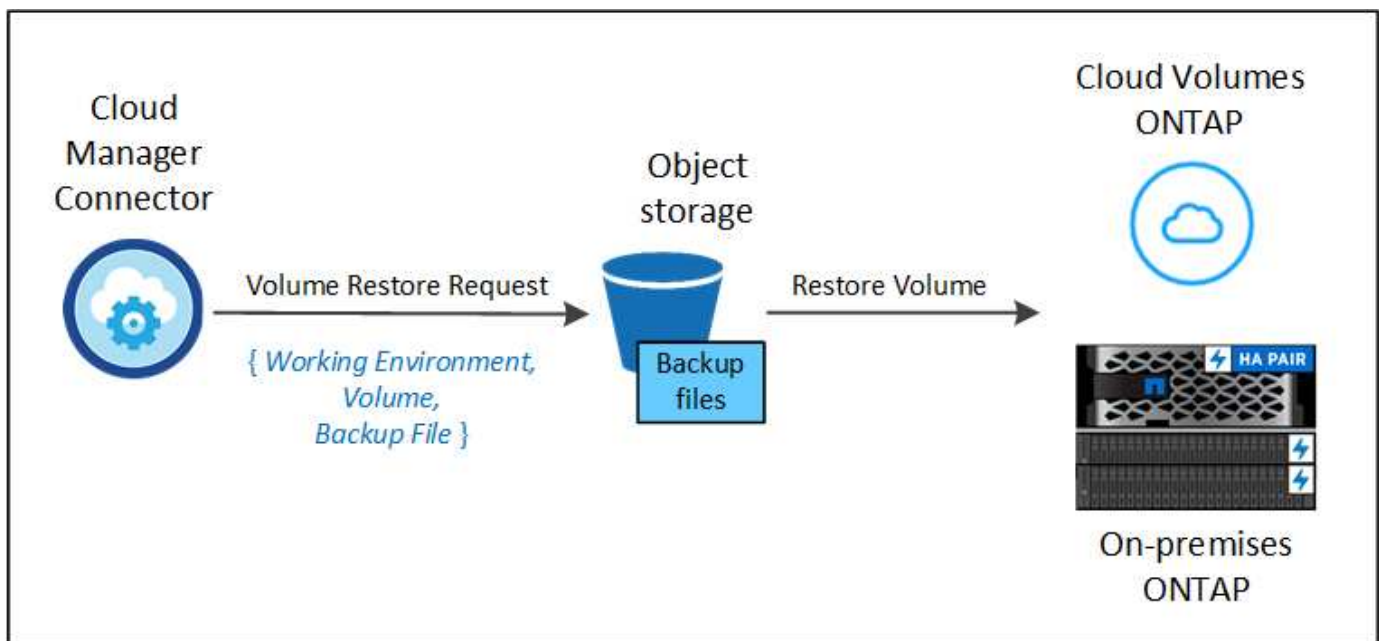 Cloud
Manager
Connector
Volume Restore Request
{ Working Environment,
Volume,
Backup File }
Object
storage
Backup
files
Restore Volume
Cloud Volumes
ONTAP
HA PAIR
On-premises
ONTAP